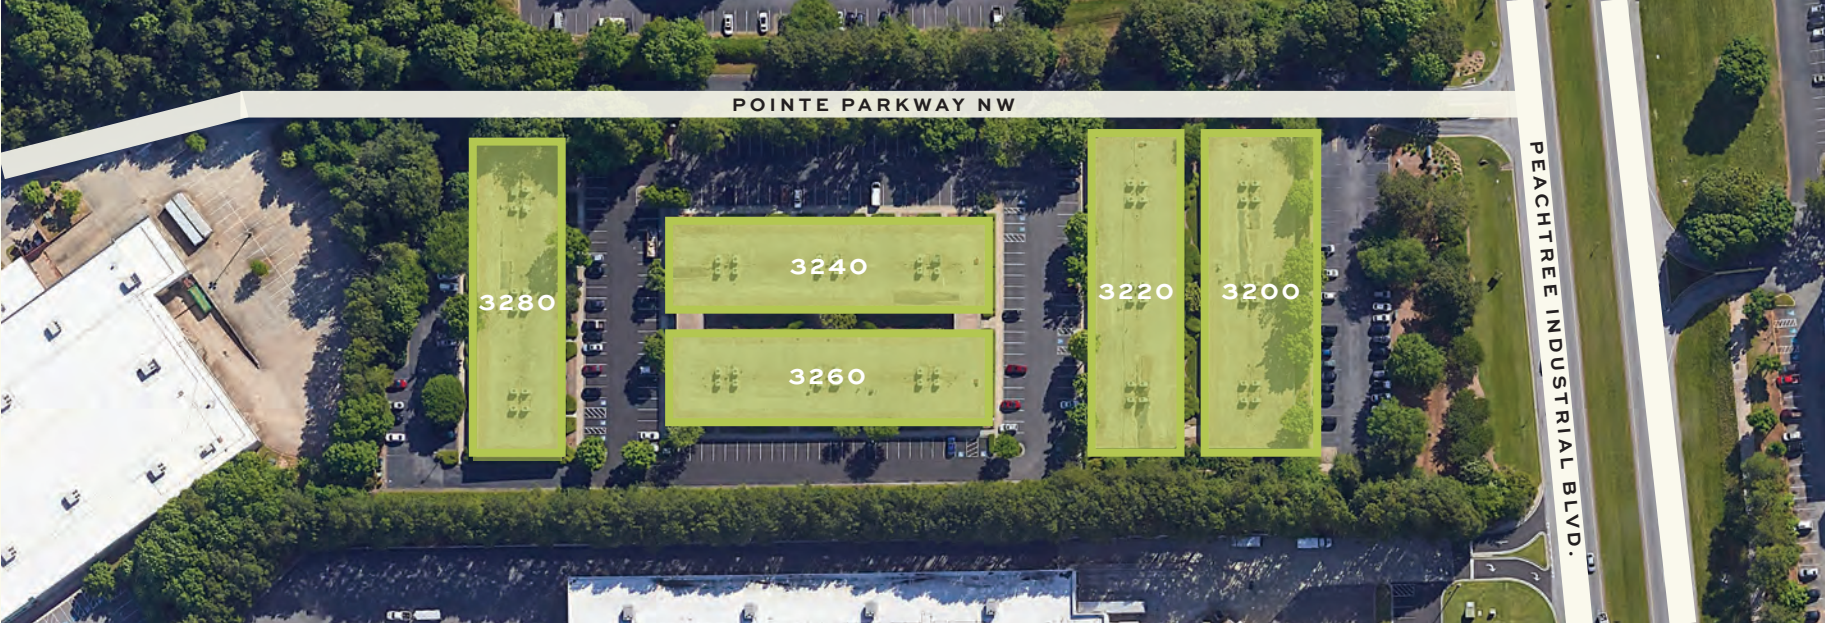 POINTE PARKWAY NW
PEACHTREE INDUSTRIAL BLVD.
3240
3280
3220
3200
3260